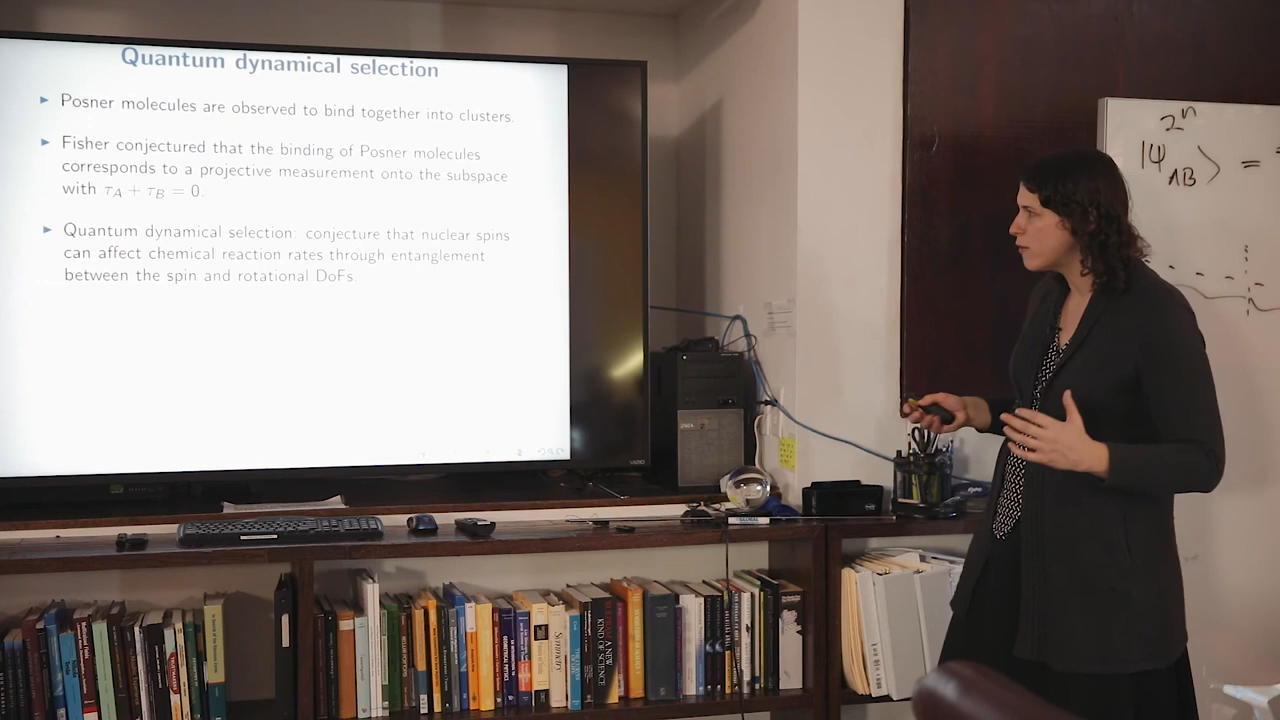 Quantum dynamical selection
Posner molecules are observed to bind together into clusters.
Fisher conjectured that the binding of Posner molecules
corresponds to a projective measurement onto the subspace
with τ_A + τ_B = 0.
Quantum dynamical selection: conjecture that nuclear spins
can affect chemical reaction rates through entanglement
between the spin and rotational DoFs.
2^n
|ψ_AB⟩ =
VIZIO
A NEW
KIND OF SCIENCE